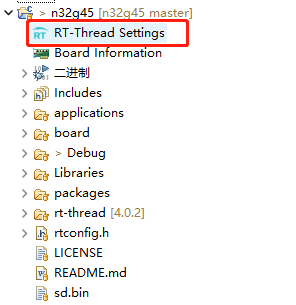 > n32g45 [n32g45 master]
RT RT-Thread Settings
Board Information
二进制
Includes
applications
board
> Debug
Libraries
packages
rt-thread [4.0.2]
rtconfig.h
LICENSE
README.md
sd.bin